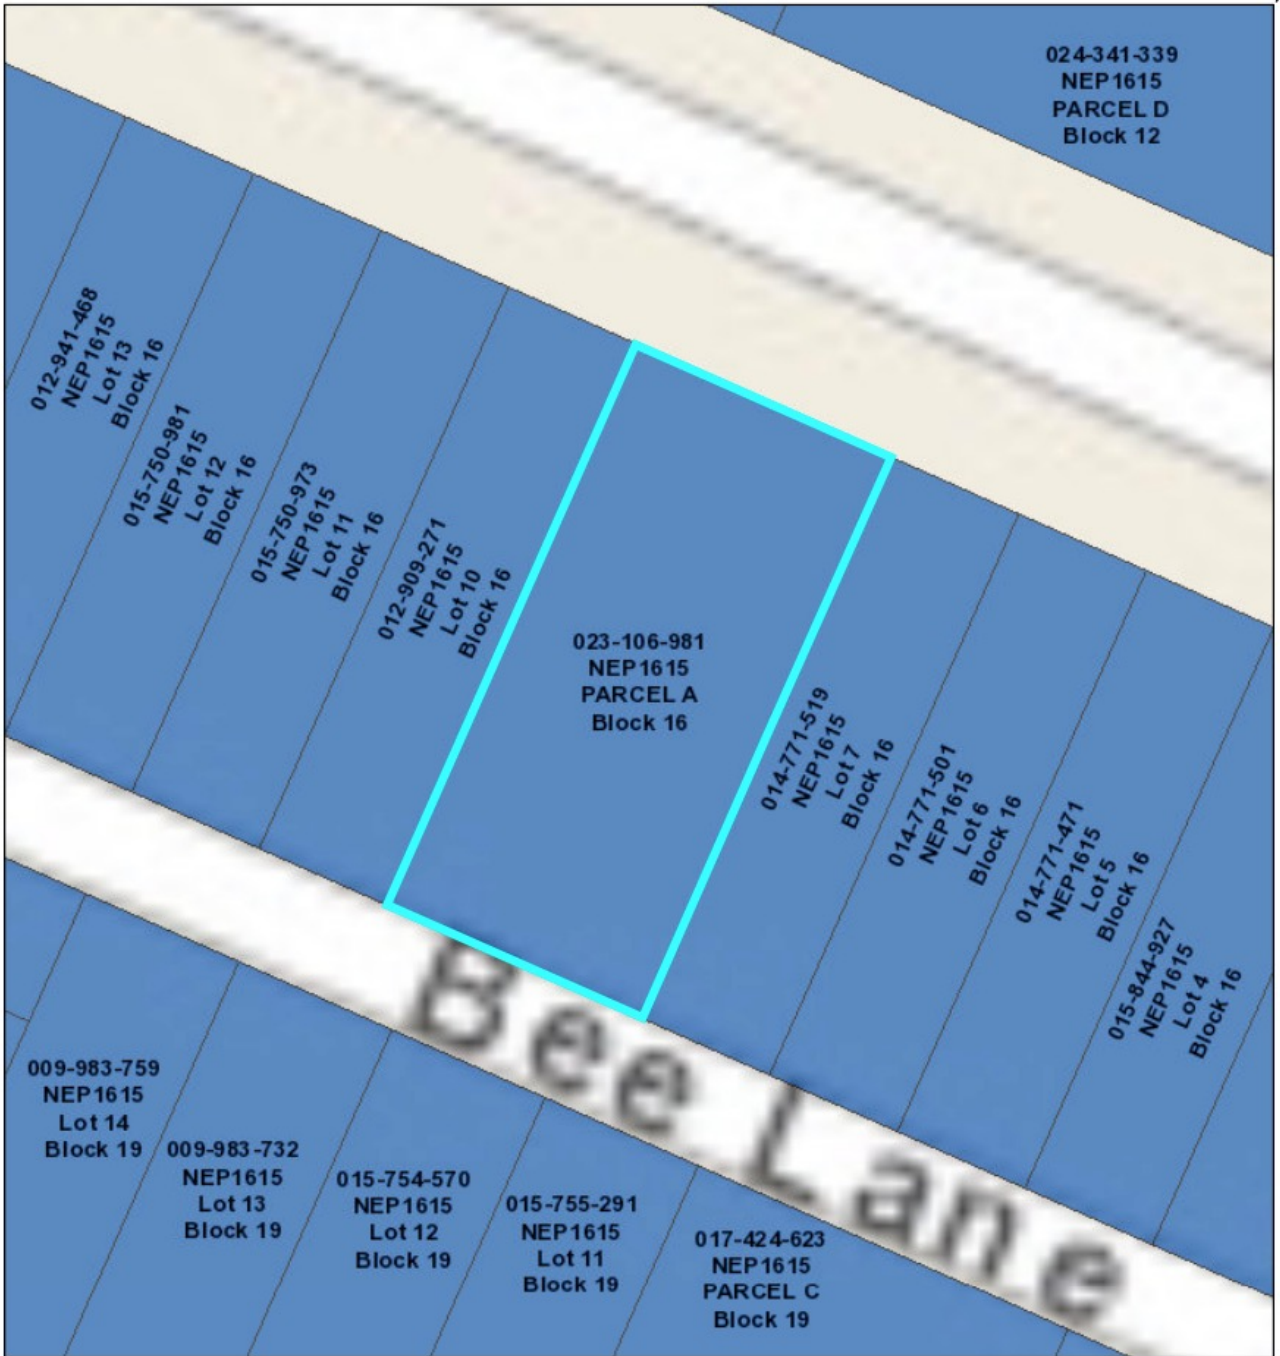 024-341-339
NEP1615
PARCEL D
Block 12
012-941-468
NEP1615
Lot 13
Block 16
015-750-981
NEP1615
Lot 12
Block 16
015-750-973
NEP1615
Lot 11
Block 16
012-909-271
NEP1615
Lot 10
Block 16
023-106-981
NEP1615
PARCEL A
Block 16
014-771-519
NEP1615
Lot 7
Block 16
014-771-501
NEP1615
Lot 6
Block 16
014-771-471
NEP1615
Lot 5
Block 16
015-844-927
NEP1615
Lot 4
Block 16
Bee Lane
009-983-759
NEP1615
Lot 14
Block 19
009-983-732
NEP1615
Lot 13
Block 19
015-754-570
NEP1615
Lot 12
Block 19
015-755-291
NEP1615
Lot 11
Block 19
017-424-623
NEP1615
PARCEL C
Block 19